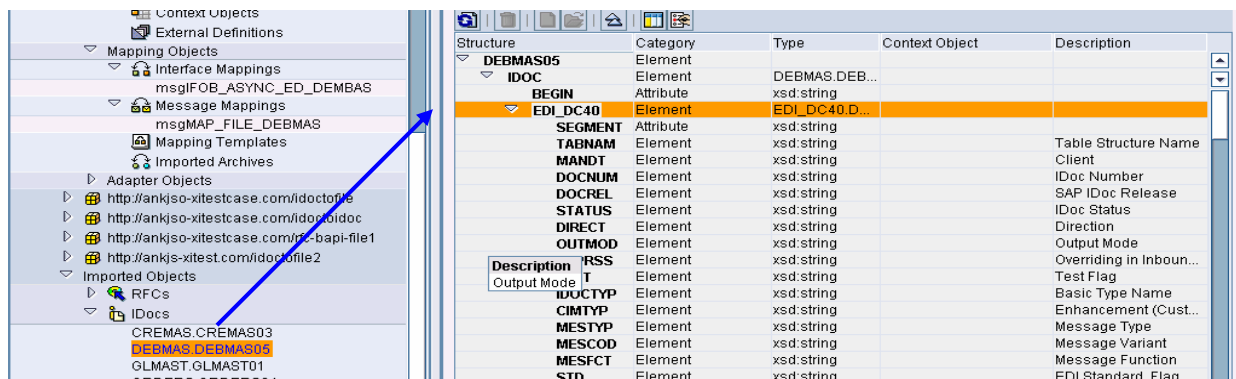 Context Objects
External Definitions
Mapping Objects
Interface Mappings
msgIFOB_ASYNC_ED_DEMBAS
Message Mappings
msgMAP_FILE_DEBMAS
Mapping Templates
Imported Archives
Adapter Objects
http://ankjso-xitestcase.com/idoctofile
http://ankjso-xitestcase.com/idoctoidoc
http://ankjso-xitestcase.com/rfc-bapi-file1
http://ankjs-xitest.com/idoctofile2
Imported Objects
RFCs
IDocs
CREMAS.CREMAS03
DEBMAS.DEBMAS05
GLMAST.GLMAST01
Structure Category Type Context Object Description
DEBMAS05 Element
IDOC Element DEBMAS.DEB...
BEGIN Attribute xsd:string
EDI_DC40 Element EDI_DC40.D...
SEGMENT Attribute xsd:string
TABNAM Element xsd:string Table Structure Name
MANDT Element xsd:string Client
DOCNUM Element xsd:string IDoc Number
DOCREL Element xsd:string SAP IDoc Release
STATUS Element xsd:string IDoc Status
DIRECT Element xsd:string Direction
OUTMOD Element xsd:string Output Mode
PRSS Element xsd:string Overriding in Inboun...
T Element xsd:string Test Flag
Description
Output Mode
IDOCTYP Element xsd:string Basic Type Name
CIMTYP Element xsd:string Enhancement (Cust...
MESTYP Element xsd:string Message Type
MESCOD Element xsd:string Message Variant
MESFCT Element xsd:string Message Function
STD Element xsd:string EDI Standard, Flag